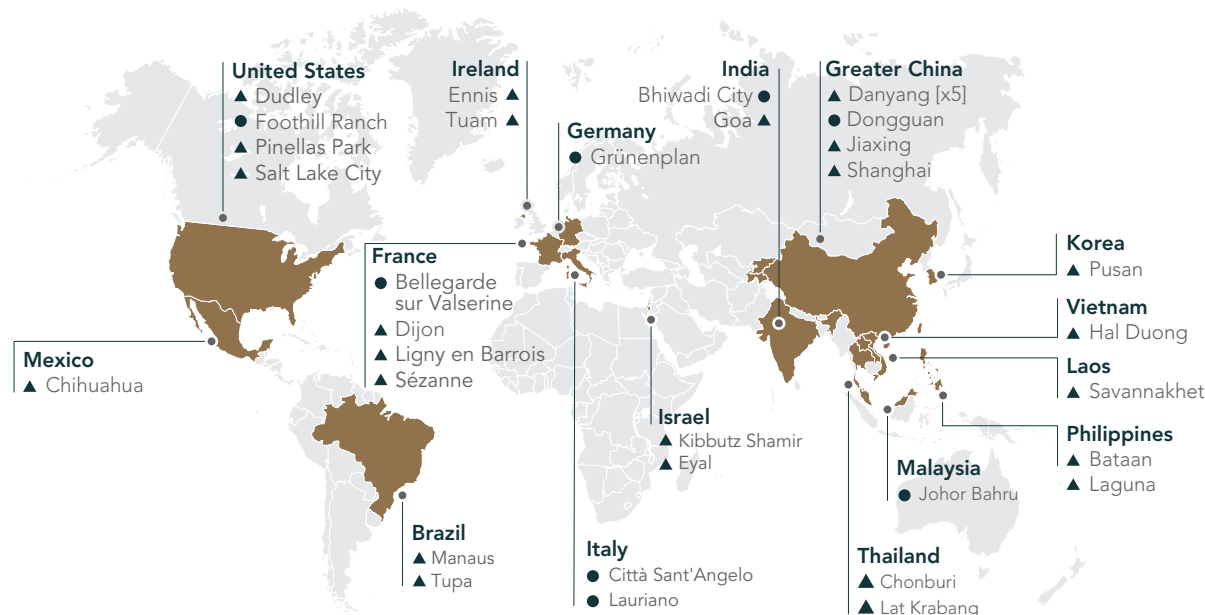 United States
Dudley
Foothill Ranch
Pinellas Park
Salt Lake City
Ireland
Ennis
Tuam
Germany
Grünenplan
India
Bhiwadi City
Goa
Greater China
Danyang [x5]
Dongguan
Jiaxing
Shanghai
France
Bellegarde
sur Valserine
Dijon
Ligny en Barrois
Sézanne
Korea
Pusan
Vietnam
Hal Duong
Laos
Savannakhet
Mexico
Chihuahua
Israel
Kibbutz Shamir
Eyal
Philippines
Bataan
Laguna
Malaysia
Johor Bahru
Brazil
Manaus
Tupa
Italy
Città Sant'Angelo
Lauriano
Thailand
Chonburi
Lat Krabang